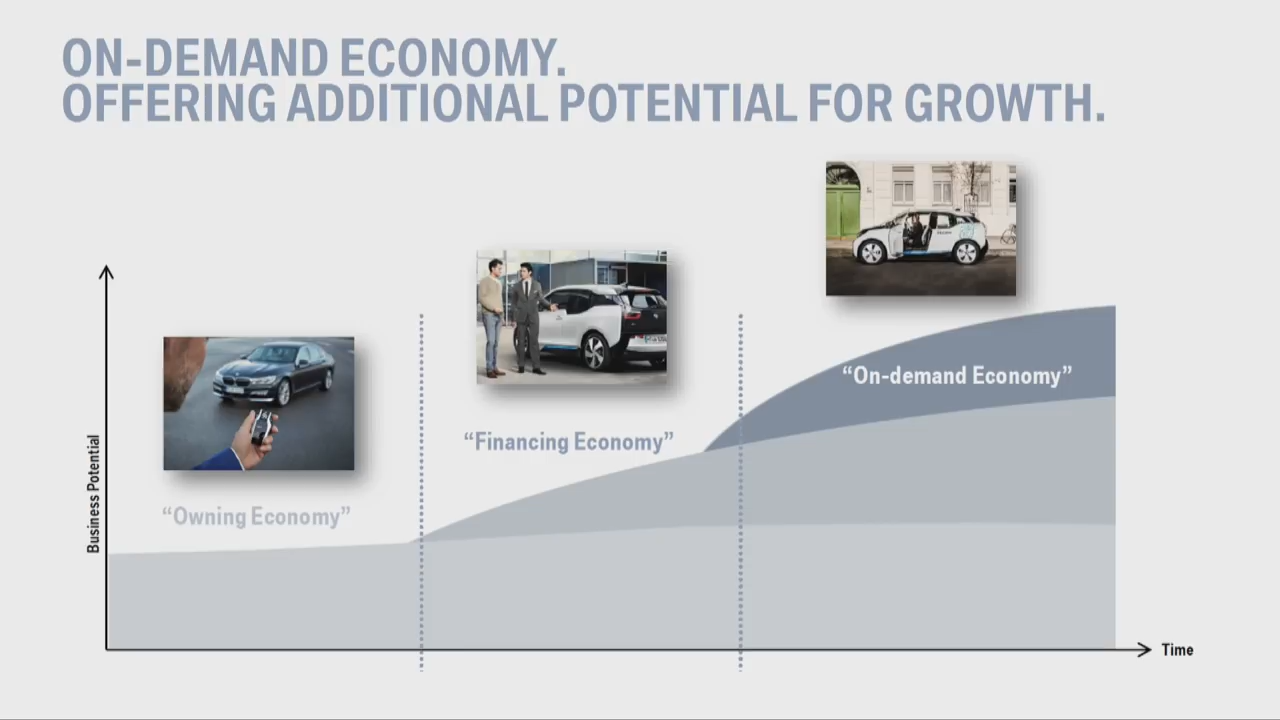 ON-DEMAND ECONOMY.
OFFERING ADDITIONAL POTENTIAL FOR GROWTH.
“On-demand Economy”
“Financing Economy”
“Owning Economy”
Business Potential
Time